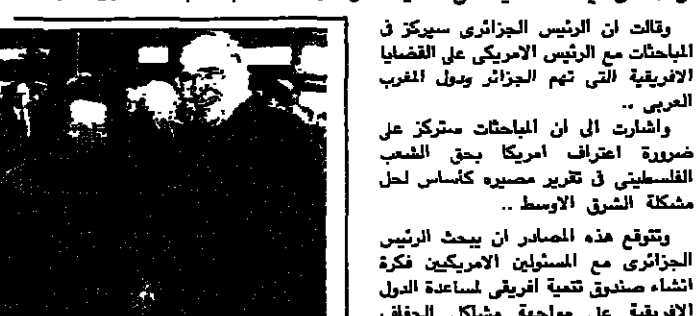 وقالت ان الرئيس الجزائرى سيركز فى
المباحثات مع الرئيس الامريكى على القضايا
الافريقية التى تهم الجزائر ودول المغرب
العربى ..
واشارت الى ان المباحثات ستركز على
ضرورة اعتراف امريكا بحق الشعب
الفلسطينى فى تقرير مصيره كأساس لحل
مشكلة الشرق الاوسط ..
وتتوقع هذه المصادر ان يبحث الرئيس
الجزائرى مع المسئولين الامريكيين فكرة
انشاء صندوق تنمية افريقى لمساعدة الدول
الافريقية على مواجهة مشاكل الجفاف